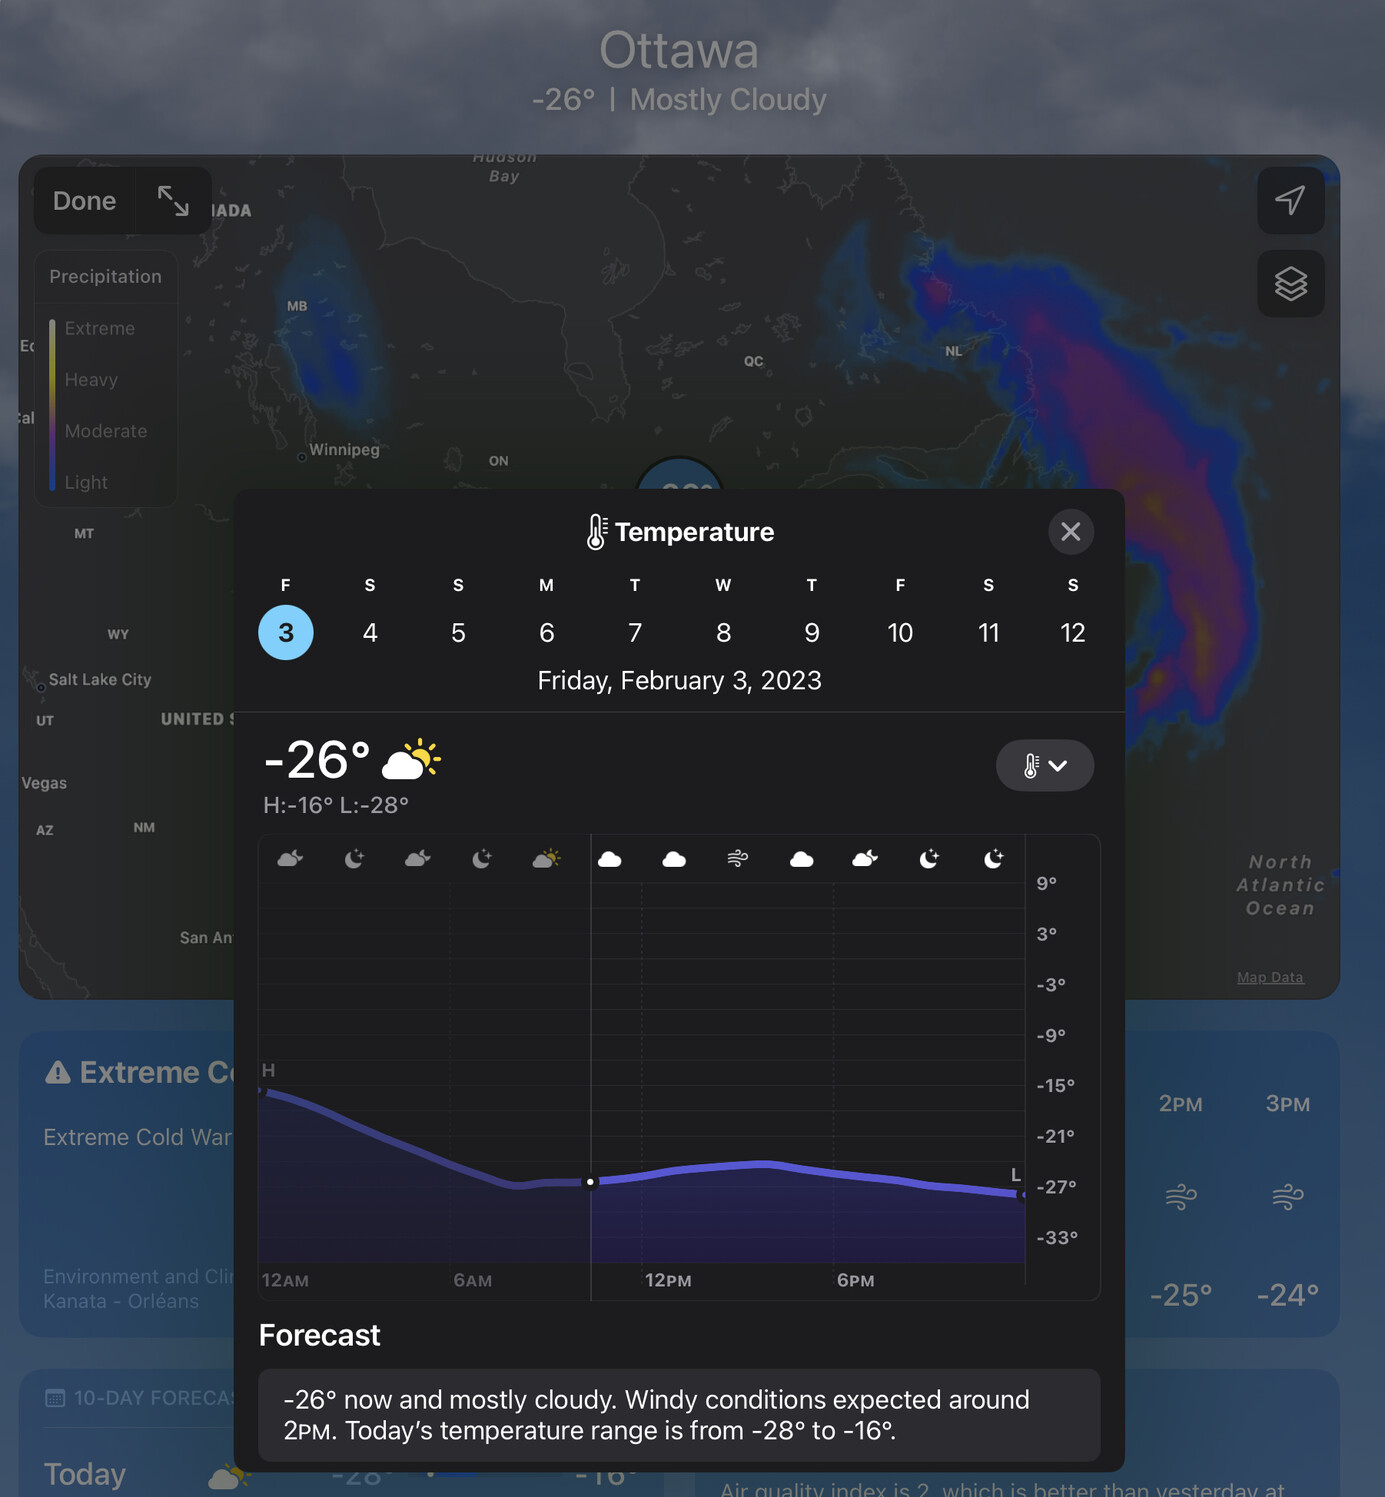 Ottawa
-26° | Mostly Cloudy
Hudson
Bay
Done
NADA
Precipitation
Extreme
Heavy
Moderate
Light
MB
NL
QC
Winnipeg
ON
MT
WY
Salt Lake City
UT
UNITED S
Vegas
AZ
NM
San An
North
Atlantic
Ocean
Map Data
Temperature
F S S M T W T F S S
3 4 5 6 7 8 9 10 11 12
Friday, February 3, 2023
-26°
H:-16° L:-28°
9°
3°
-3°
-9°
-15°
-21°
-27°
-33°
H
L
12AM 6AM 12PM 6PM
Forecast
-26° now and mostly cloudy. Windy conditions expected around
2PM. Today's temperature range is from -28° to -16°.
Extreme Co
Extreme Cold War
Environment and Clim
Kanata - Orléans
2PM 3PM
-25° -24°
10-DAY FORECAS
Today -28° -16°
Air quality index is 2, which is better than yesterday at